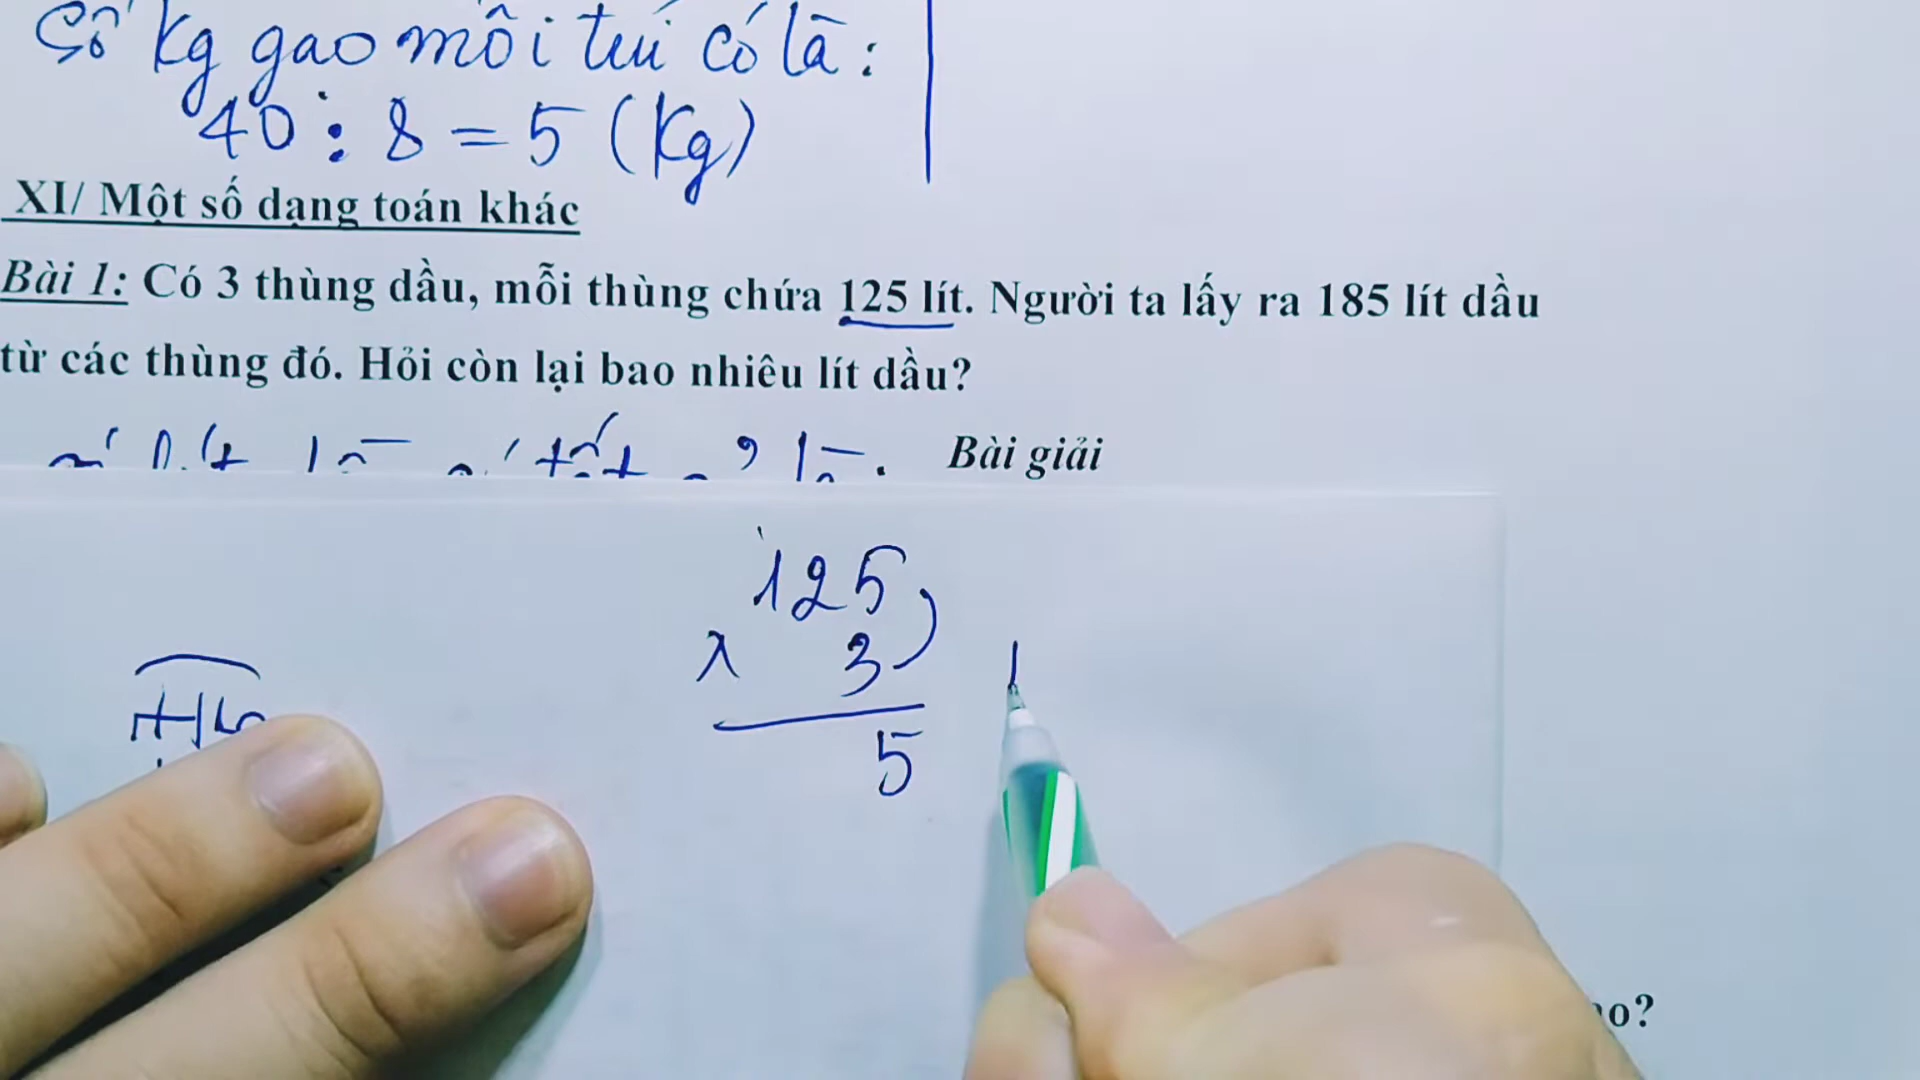 Số kg gao mỗi túi có là:
40 : 8 = 5 (kg)
XI/ Một số dạng toán khác
Bài 1: Có 3 thùng dầu, mỗi thùng chứa 125 lít. Người ta lấy ra 185 lít dầu
từ các thùng đó. Hỏi còn lại bao nhiêu lít dầu?
Bài giải
125
x 3
5
1